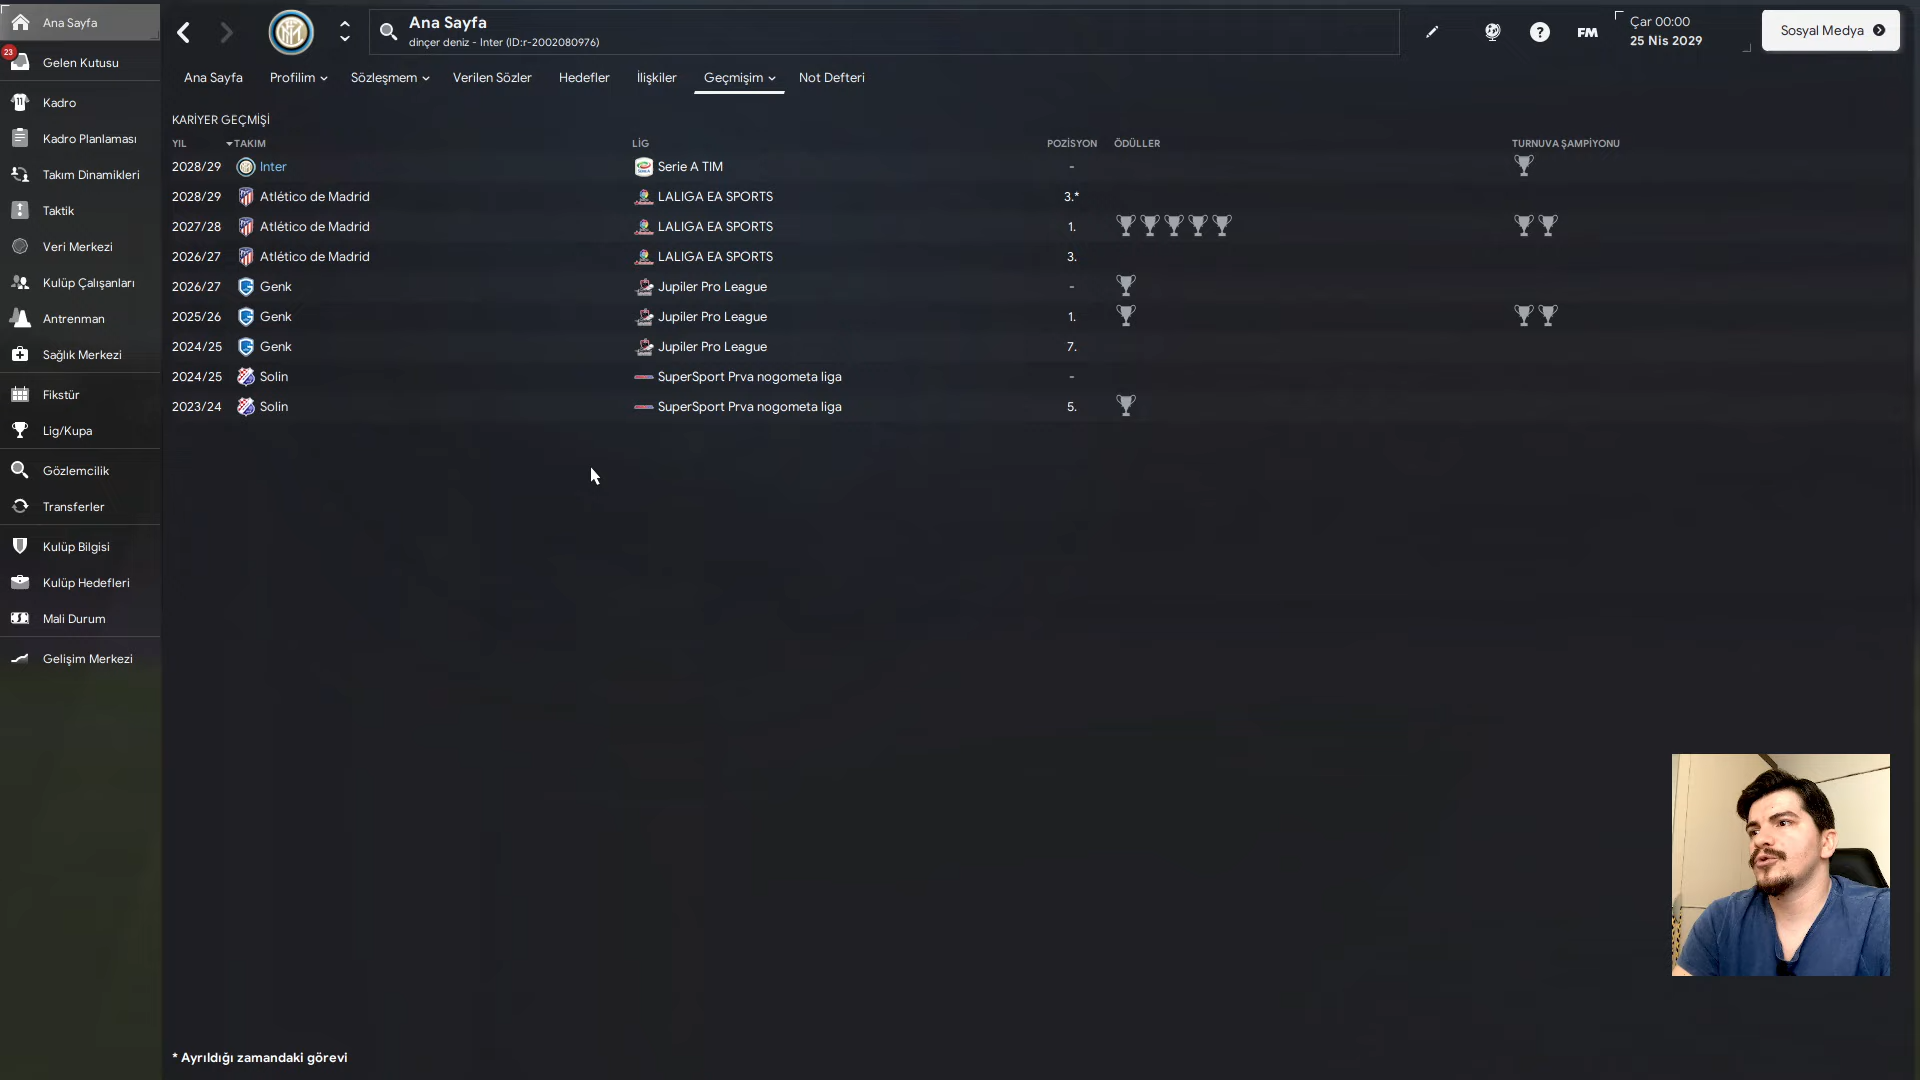 Ana Sayfa
23
Gelen Kutusu
Kadro
Kadro Planlaması
Takım Dinamikleri
Taktik
Veri Merkezi
Kulüp Çalışanları
Antrenman
Sağlık Merkezi
Fikstür
Lig/Kupa
Gözlemcilik
Transferler
Kulüp Bilgisi
Kulüp Hedefleri
Mali Durum
Gelişim Merkezi
Ana Sayfa
dinçer deniz - Inter (ID:r-2002080976)
?
FM
Çar 00:00
25 Nis 2029
Sosyal Medya
Ana Sayfa Profilim Sözleşmem Verilen Sözler Hedefler İlişkiler Geçmişim Not Defteri
KARİYER GEÇMİŞİ
YIL TAKIM LİG POZİSYON ÖDÜLLER TURNUVA ŞAMPİYONU
2028/29 Inter Serie A TIM -
2028/29 Atlético de Madrid LALIGA EA SPORTS 3.*
2027/28 Atlético de Madrid LALIGA EA SPORTS 1.
2026/27 Atlético de Madrid LALIGA EA SPORTS 3.
2026/27 Genk Jupiler Pro League -
2025/26 Genk Jupiler Pro League 1.
2024/25 Genk Jupiler Pro League 7.
2024/25 Solin SuperSport Prva nogometa liga -
2023/24 Solin SuperSport Prva nogometa liga 5.
* Ayrıldığı zamandaki görevi